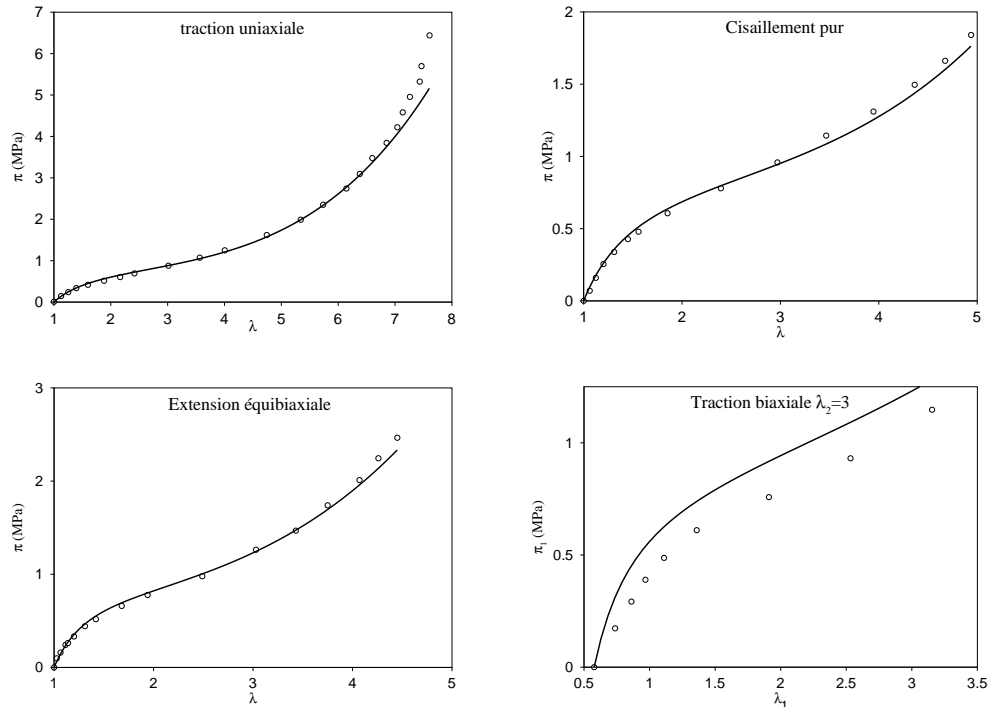 traction uniaxiale
7
6
5
4
3
2
1
0
π (MPa)
1 2 3 4 5 6 7 8
λ
Cisaillement pur
2
1.5
1
0.5
0
π (MPa)
1 2 3 4 5
λ
Extension équibiaxiale
3
2
1
0
π (MPa)
1 2 3 4 5
λ
Traction biaxiale λ₂=3
1
0.5
0
π₁ (MPa)
0.5 1 1.5 2 2.5 3 3.5
λ₁